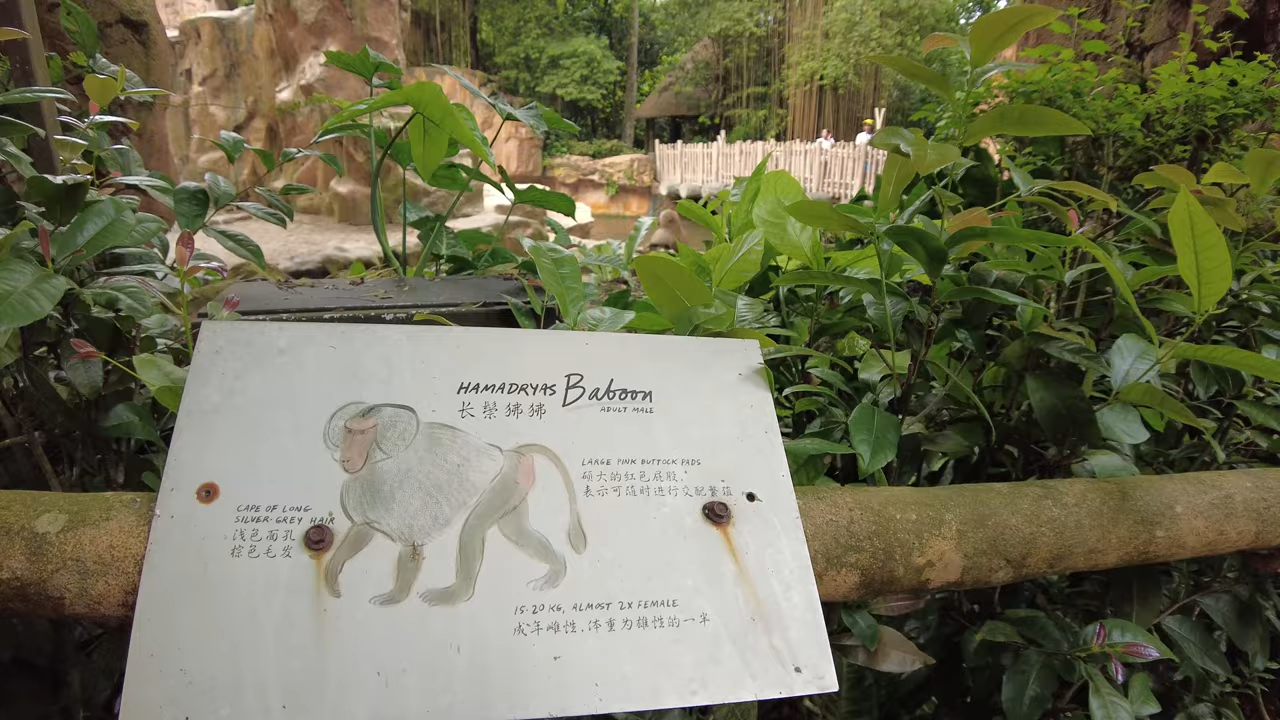 HAMADRYAS Baboon
长鬃狒狒
ADULT MALE
LARGE PINK BUTTOCK PADS
硕大的红色屁股,
表示可随时进行交配繁殖
CAPE OF LONG
SILVER-GREY HAIR
浅色面孔
棕色毛发
15-20 KG, ALMOST 2X FEMALE
成年雌性,体重为雄性的一半